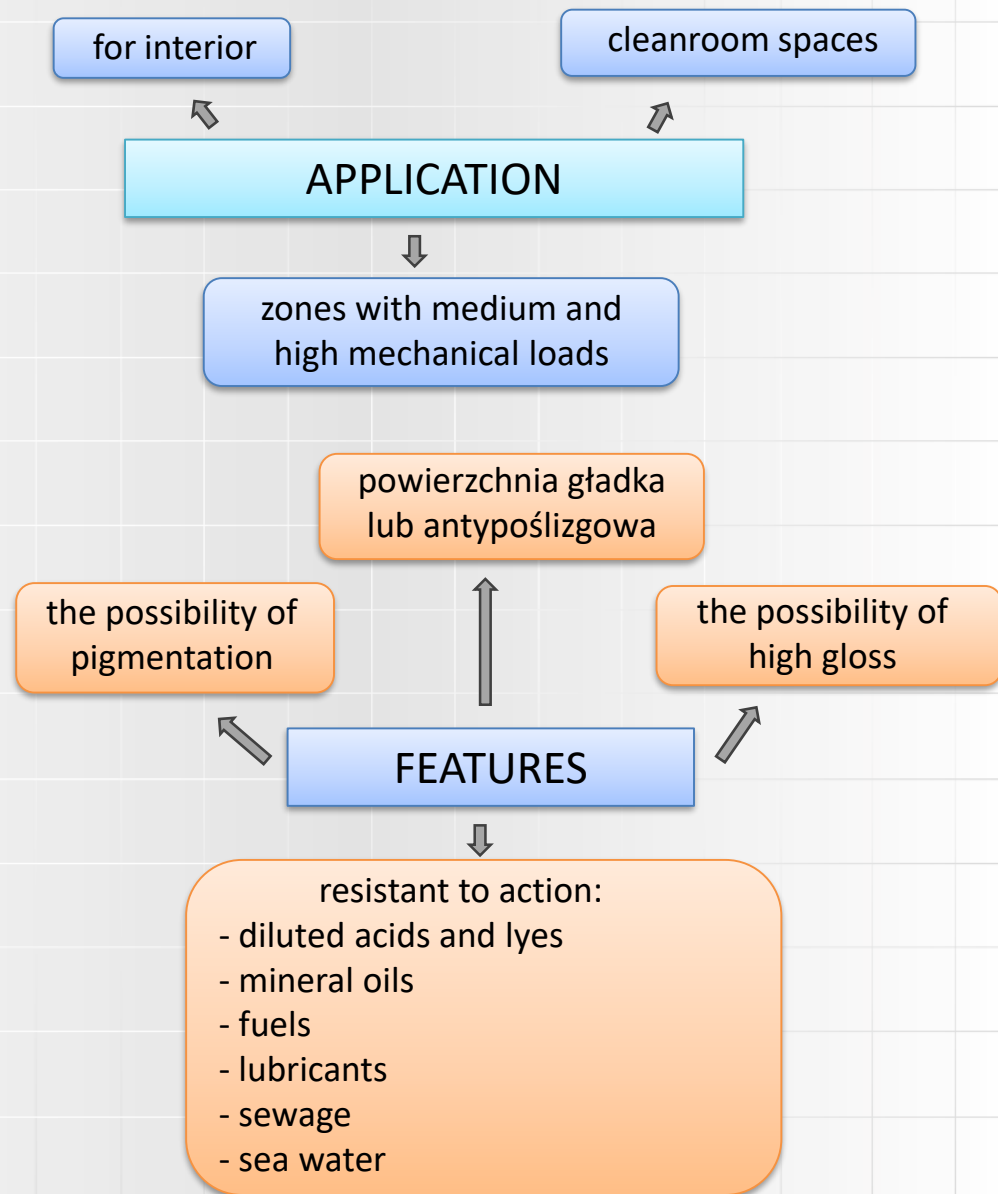 for interior
cleanroom spaces
APPLICATION
zones with medium and
high mechanical loads
powierzchnia gładka
lub antypoślizgowa
the possibility of
pigmentation
the possibility of
high gloss
FEATURES
resistant to action:
- diluted acids and lyes
- mineral oils
- fuels
- lubricants
- sewage
- sea water